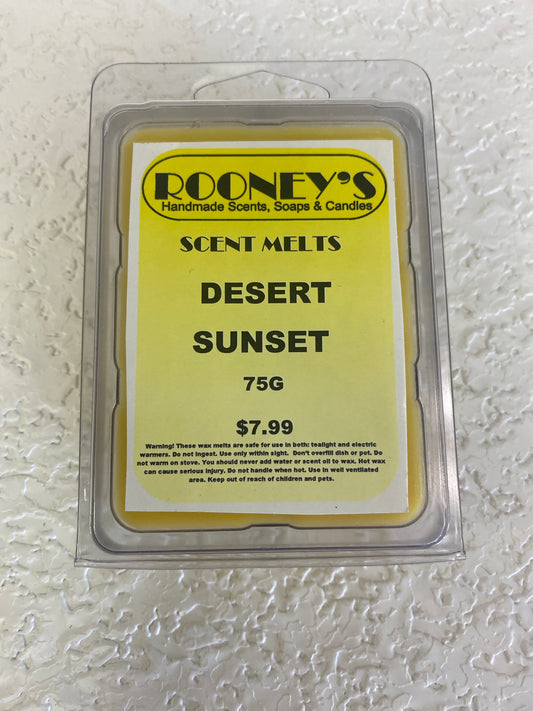 ROONEY'S
Handmade Scents, Soaps & Candles
SCENT MELTS
DESERT
SUNSET
75G
$7.99
Warning! These wax melts are safe for use in both: tealight and electric
warmers. Do not ingest. Use only within sight. Don't overfill dish or pot. Do
not warm on stove. You should never add water or scent oil to wax. Hot wax
can cause serious injury. Do not handle when hot. Use in well ventilated
area. Keep out of reach of children and pets.